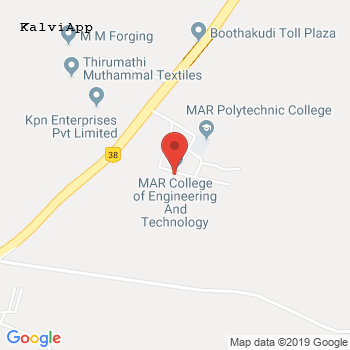 KalviApp
M M Forging
Boothakudi Toll Plaza
Thirumathi
Muthammal Textiles
Kpn Enterprises
Pvt Limited
MAR Polytechnic College
38
MAR College
of Engineering
And
Technology
Google
Map data ©2019 Google